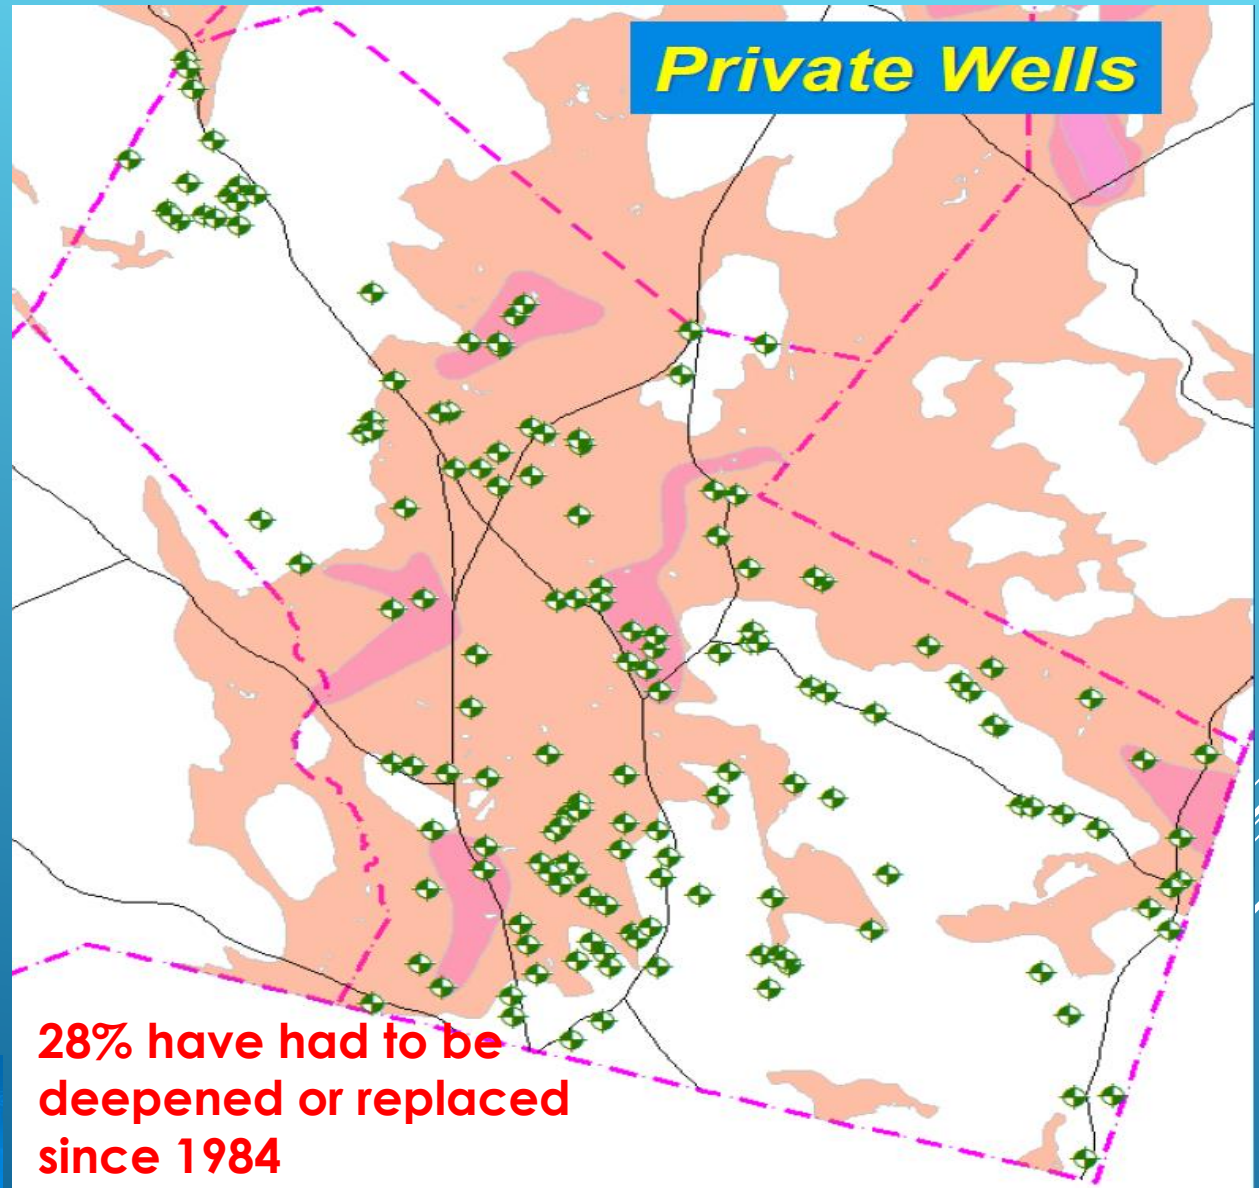 Private Wells
28% have had to be
deepened or replaced
since 1984